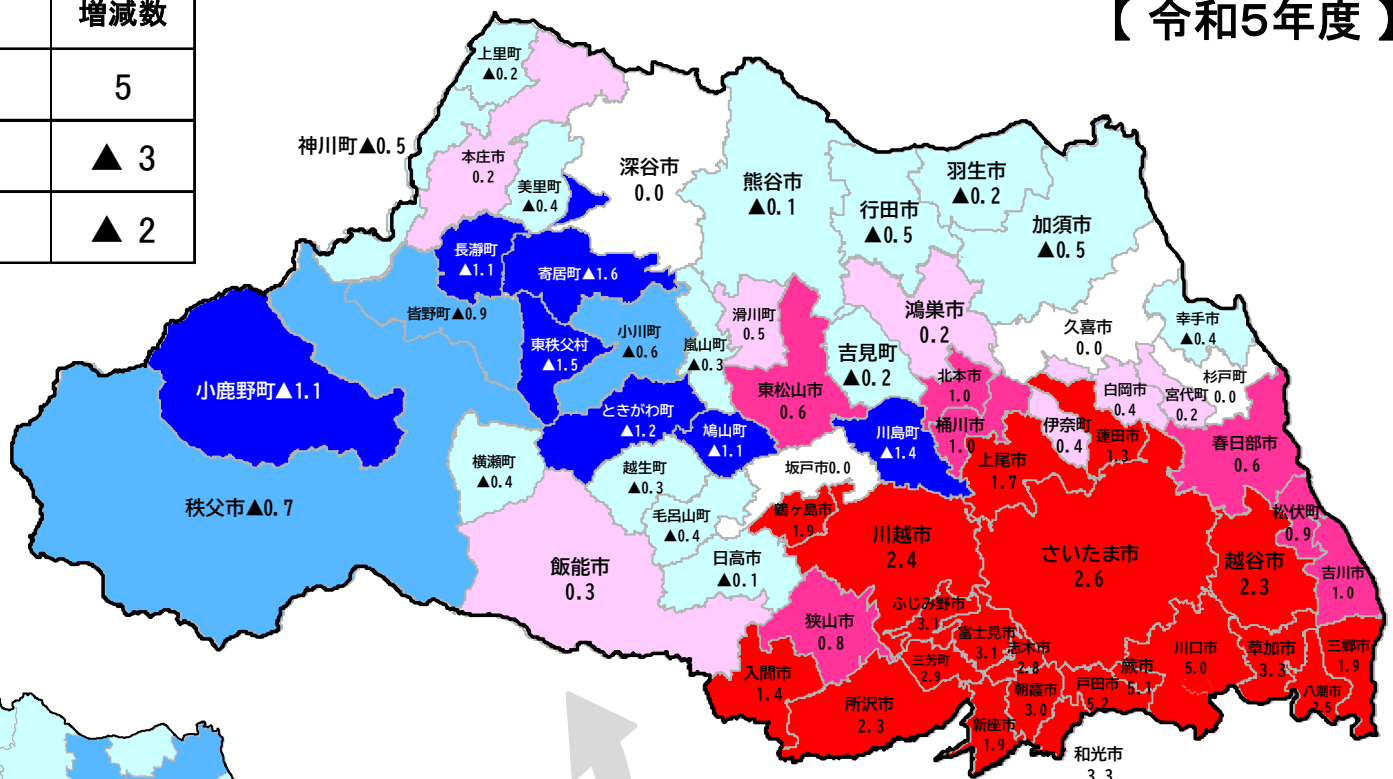 増減数
5
▲ 3
▲ 2
【 令和5年度 】
上里町
▲0.2
神川町▲0.5
本庄市
0.2
美里町
▲0.4
深谷市
0.0
熊谷市
▲0.1
行田市
▲0.5
羽生市
▲0.2
加須市
▲0.5
長瀞町
▲1.1
寄居町▲1.6
皆野町▲0.9
東秩父村
▲1.5
小川町
▲0.6
嵐山町
▲0.3
滑川町
0.5
鴻巣市
0.2
吉見町
▲0.2
久喜市
0.0
幸手市
▲0.4
杉戸町
0.0
宮代町
0.2
白岡市
0.4
小鹿野町▲1.1
東松山市
0.6
北本市
1.0
桶川市
1.0
伊奈町
0.4
蓮田市
1.3
春日部市
0.6
ときがわ町
▲1.2
鳩山町
▲1.1
川島町
▲1.4
上尾市
1.7
横瀬町
▲0.4
越生町
▲0.3
坂戸市0.0
秩父市▲0.7
毛呂山町
▲0.4
鶴ヶ島市
1.9
川越市
2.4
さいたま市
2.6
越谷市
2.3
松伏町
0.9
吉川市
1.0
飯能市
0.3
日高市
▲0.1
狭山市
0.8
ふじみ野市
3.1
富士見市
3.1
志木市
2.8
三芳町
2.9
川口市
5.0
草加市
3.3
三郷市
1.9
八潮市
2.5
入間市
1.4
所沢市
2.3
新座市
1.9
朝霞市
3.0
戸田市
5.2
蕨市
5.1
和光市
3.3